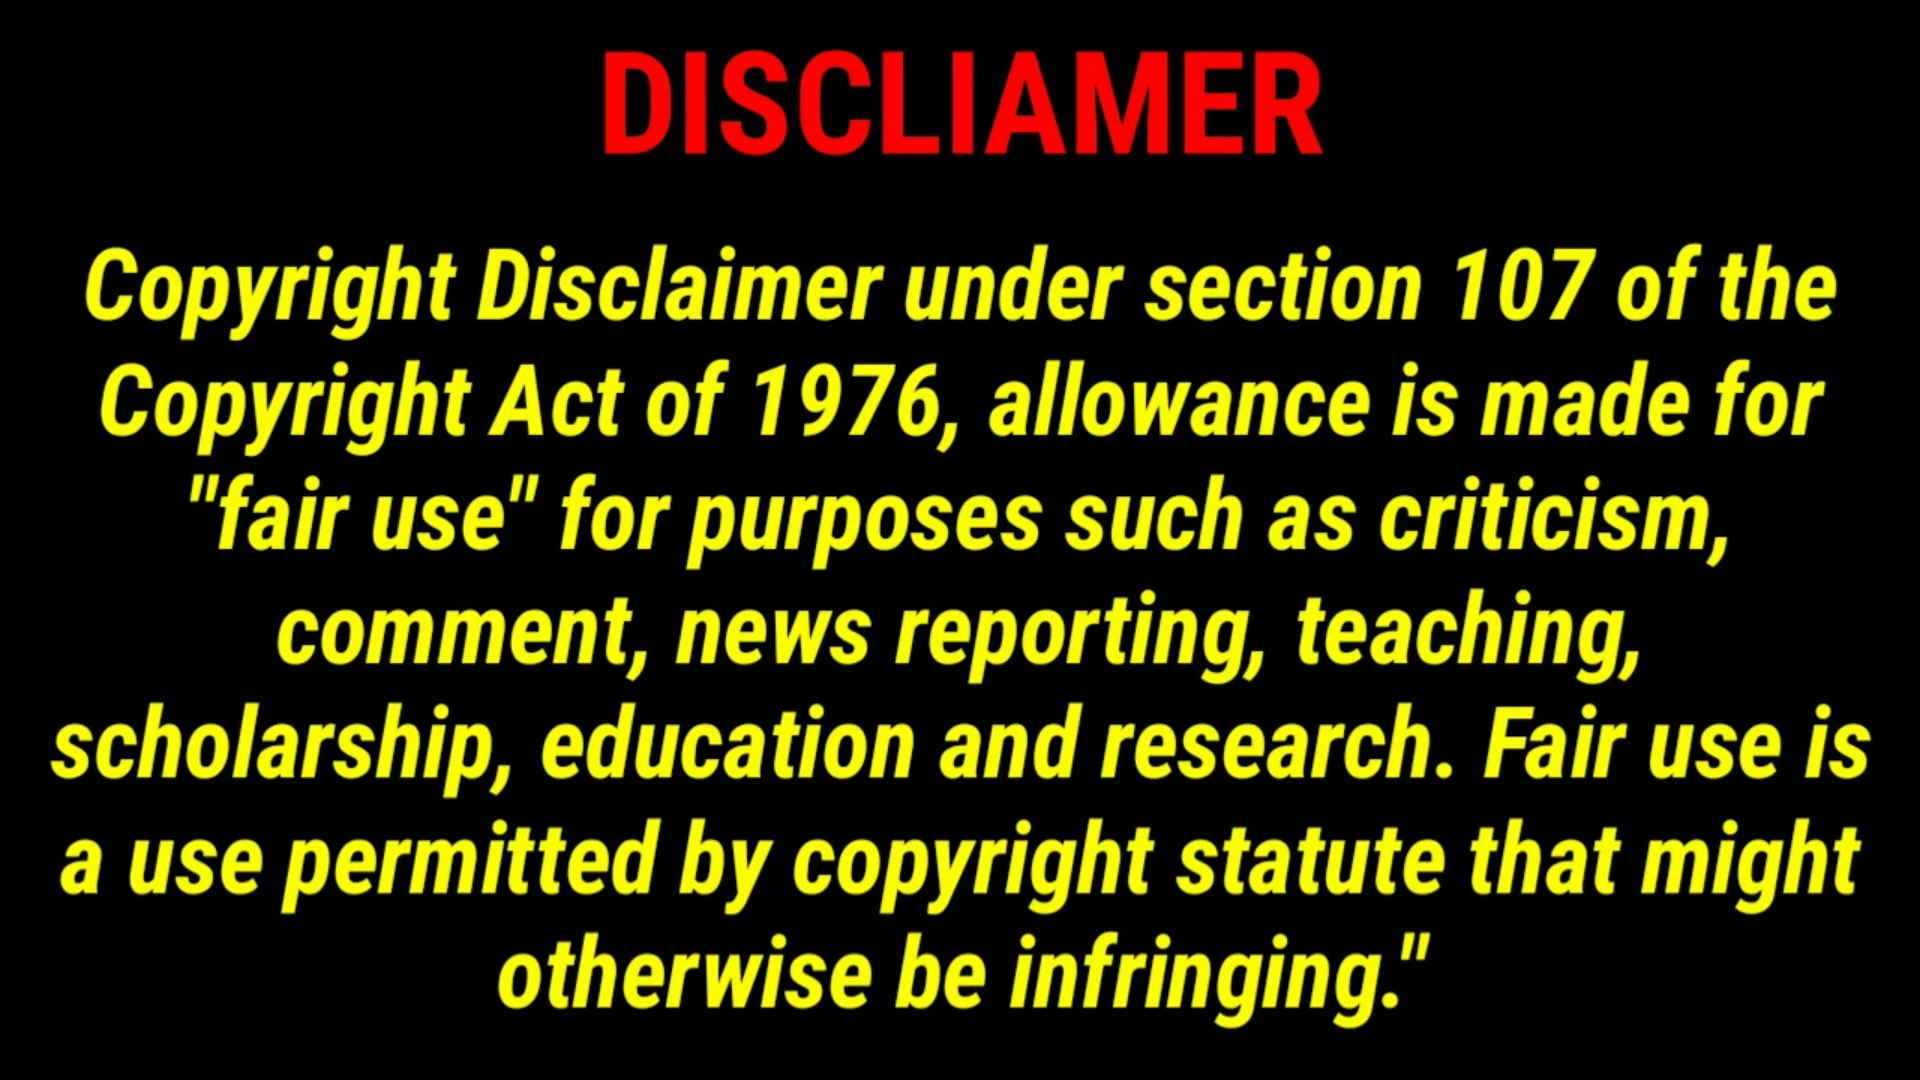 DISCLIAMER
Copyright Disclaimer under section 107 of the
Copyright Act of 1976, allowance is made for
"fair use" for purposes such as criticism,
comment, news reporting, teaching,
scholarship, education and research. Fair use is
a use permitted by copyright statute that might
otherwise be infringing."